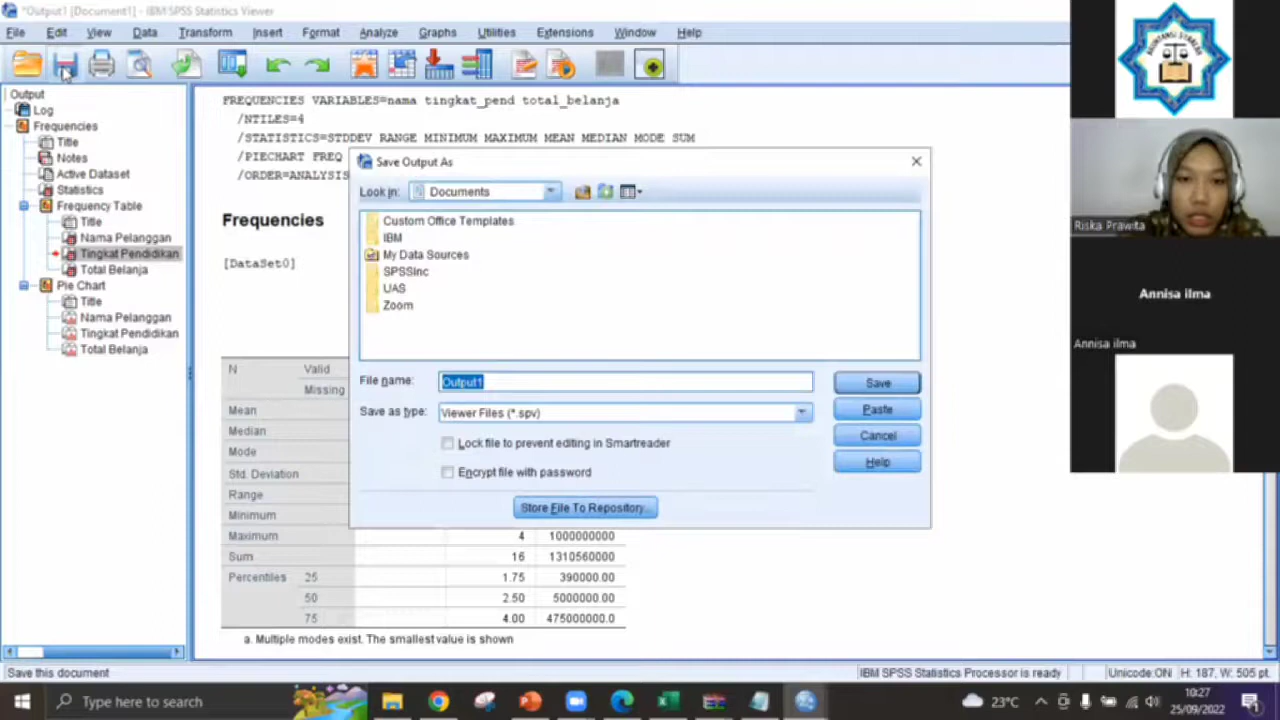 *Output1 [Document1] - IBM SPSS Statistics Viewer
File Edit View Data Transform Insert Format Analyze Graphs Utilities Extensions Window Help
Output
Log
Frequencies
Title
Notes
Active Dataset
Statistics
Frequency Table
Title
Nama Pelanggan
Tingkat Pendidikan
Total Belanja
Pie Chart
Title
Nama Pelanggan
Tingkat Pendidikan
Total Belanja
FREQUENCIES VARIABLES=nama tingkat_pend total_belanja
/NTILES=4
/STATISTICS=STDDEV RANGE MINIMUM MAXIMUM MEAN MEDIAN MODE SUM
/PIECHART FREQ
/ORDER=ANALYSIS
Frequencies
[DataSet0]
N Valid
Missing
Mean
Median
Mode
Std. Deviation
Range
Minimum
Maximum 4 1000000000
Sum 16 1310560000
Percentiles 25 1.75 390000.00
50 2.50 5000000.00
75 4.00 475000000.0
a. Multiple modes exist. The smallest value is shown
Save Output As
Look in: Documents
Custom Office Templates
IBM
My Data Sources
SPSSInc
UAS
Zoom
File name: Output1
Save as type: Viewer Files (*.spv)
Lock file to prevent editing in Smartreader
Encrypt file with password
Store File To Repository...
Save
Paste
Cancel
Help
AKUNTANSI SYARIAH
Riska Prawita
Annisa ilma
Annisa ilma
Save this document
IBM SPSS Statistics Processor is ready
Unicode:ON H: 187, W: 505 pt.
Type here to search
23°C
10:27
25/09/2022